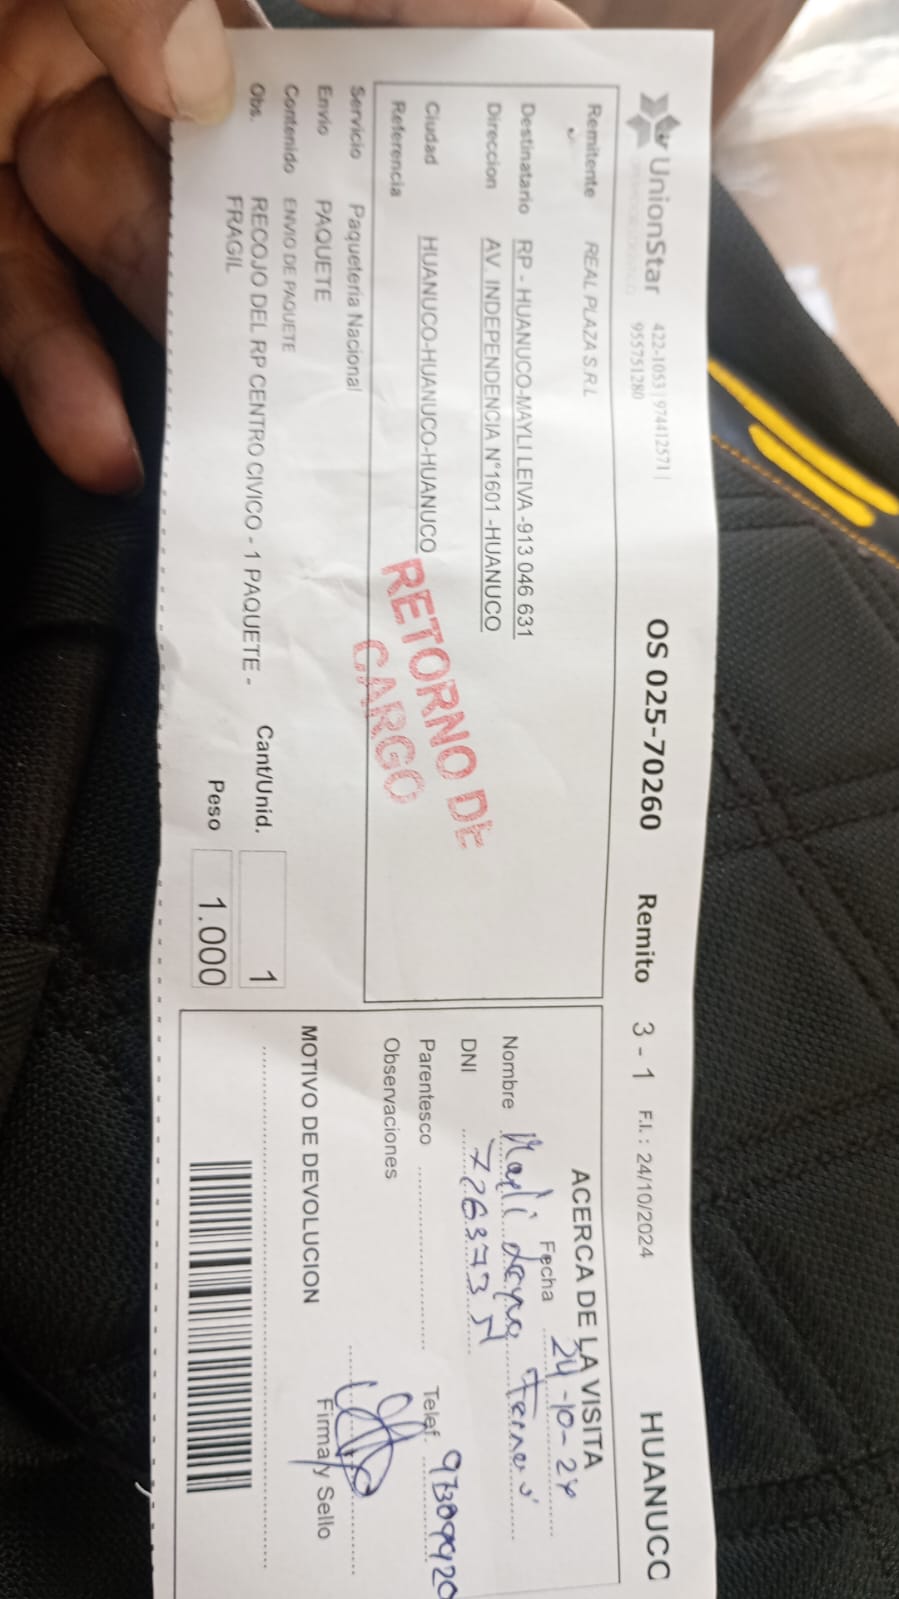 UnionStar
422-1053 | 974412571 |
955751280
OS 025-70260 Remito 3 - 1 F.I. : 24/10/2024 HUANUCO
Remitente REAL PLAZA S.R.L
Destinatario RP - HUANUCO-MAYLI LEIVA -913 046 631
Direccion AV. INDEPENDENCIA N°1601 -HUANUCO
Ciudad HUANUCO-HUANUCO-HUANUCO
Referencia
RETORNO DE
CARGO
Servicio Paqueteria Nacional
Envio PAQUETE
Contenido ENVIO DE PAQUETE
Obs. RECOJO DEL RP CENTRO CIVICO - 1 PAQUETE -
FRAGIL
Cant/Unid. 1
Peso 1.000
ACERCA DE LA VISITA
Fecha 24-10-24
Nombre
DNI
Parentesco Telef.
Observaciones
Firma y Sello
MOTIVO DE DEVOLUCION